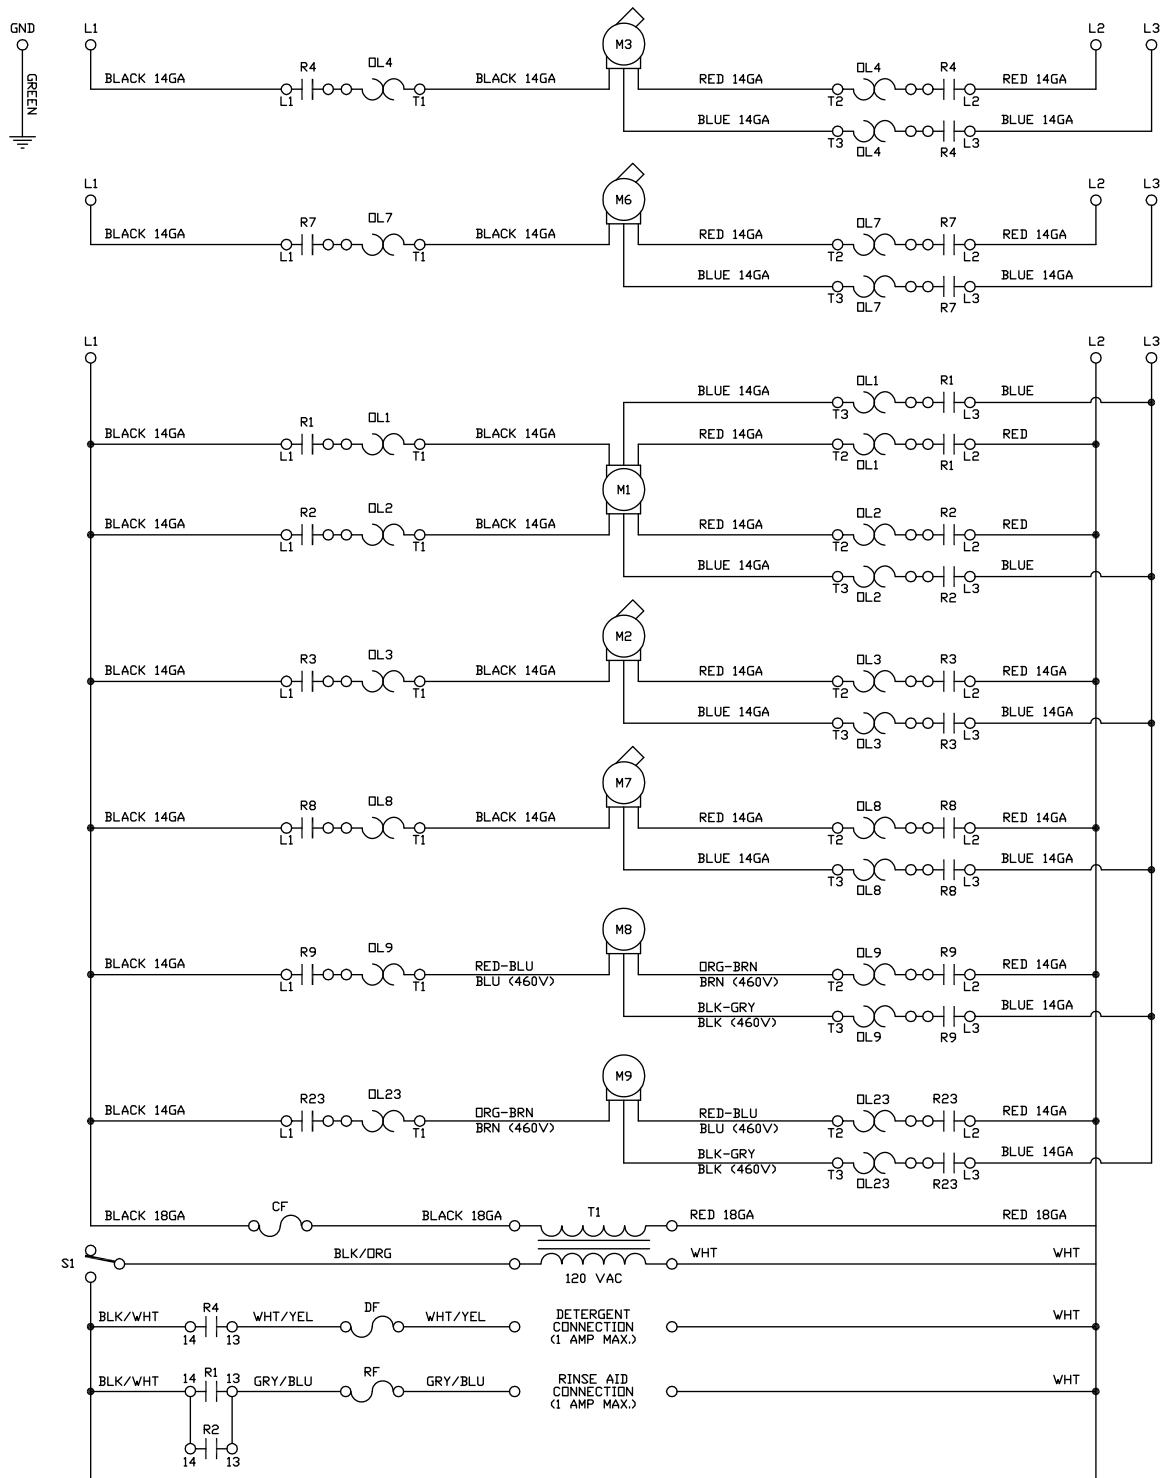 GND L1 M3 L2 L3
GREEN
BLACK 14GA R4 OL4 BLACK 14GA RED 14GA OL4 R4 RED 14GA
L1 T1 T2 L2
BLUE 14GA BLUE 14GA
T3 OL4 R4 L3
L1 M6 L2 L3
BLACK 14GA R7 OL7 BLACK 14GA RED 14GA OL7 R7 RED 14GA
L1 T1 T2 L2
BLUE 14GA BLUE 14GA
T3 OL7 R7 L3
L1 L2 L3
BLUE 14GA OL1 R1 BLUE
T3 L3
BLACK 14GA R1 OL1 BLACK 14GA RED 14GA RED
L1 T1 T2 OL1 R1 L2
M1
BLACK 14GA R2 OL2 BLACK 14GA RED 14GA OL2 R2 RED
L1 T1 T2 L2
BLUE 14GA BLUE
T3 OL2 R2 L3
M2
BLACK 14GA R3 OL3 BLACK 14GA RED 14GA OL3 R3 RED 14GA
L1 T1 T2 L2
BLUE 14GA BLUE 14GA
T3 OL3 R3 L3
M7
BLACK 14GA R8 OL8 BLACK 14GA RED 14GA OL8 R8 RED 14GA
L1 T1 T2 L2
BLUE 14GA BLUE 14GA
T3 OL8 R8 L3
M8
BLACK 14GA R9 OL9 RED-BLU ORG-BRN OL9 R9 RED 14GA
L1 T1 BLU (460V) BRN (460V) T2 L2
BLK-GRY BLUE 14GA
BLK (460V) T3 OL9 R9 L3
M9
BLACK 14GA R23 OL23 ORG-BRN RED-BLU OL23 R23 RED 14GA
L1 T1 BRN (460V) BLU (460V) T2 L2
BLK-GRY BLUE 14GA
BLK (460V) T3 OL23 R23 L3
BLACK 18GA CF BLACK 18GA T1 RED 18GA RED 18GA
S1 BLK/ORG WHT WHT
120 VAC
BLK/WHT R4 WHT/YEL DF WHT/YEL DETERGENT WHT
14 13 CONNECTION
(1 AMP MAX.)
BLK/WHT 14 R1 13 GRY/BLU RF GRY/BLU RINSE AID WHT
CONNECTION
(1 AMP MAX.)
R2
14 13